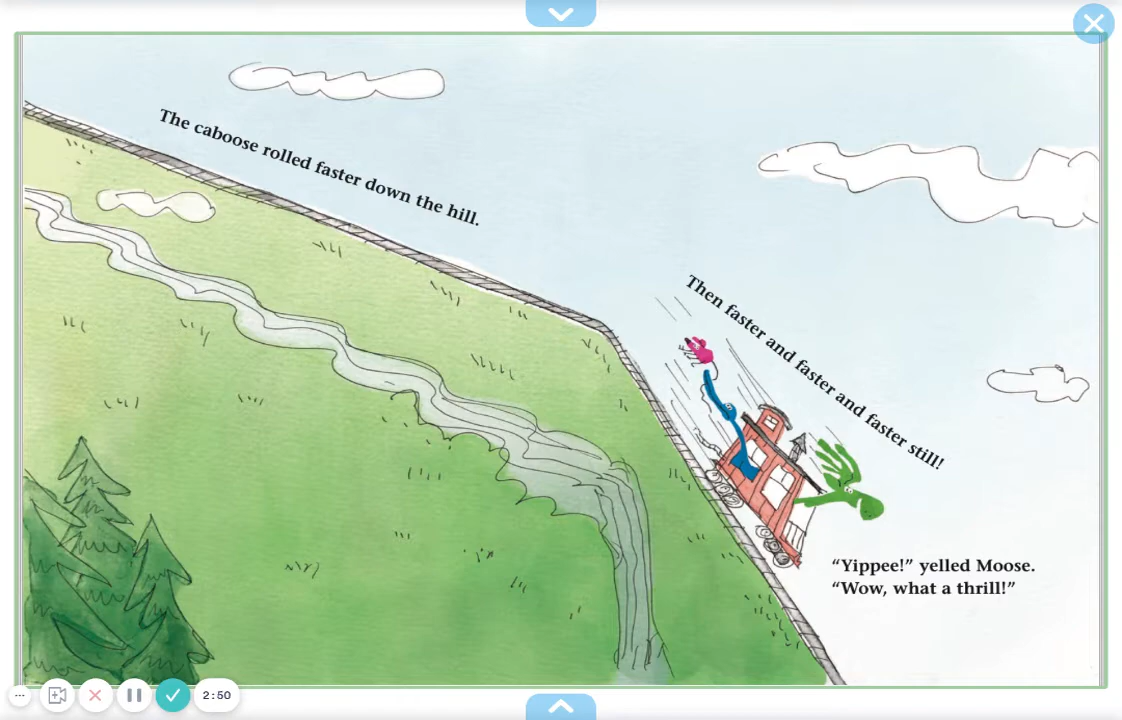 The caboose rolled faster down the hill.
Then faster and faster and faster still!
“Yippee!” yelled Moose.
“Wow, what a thrill!”
2:50